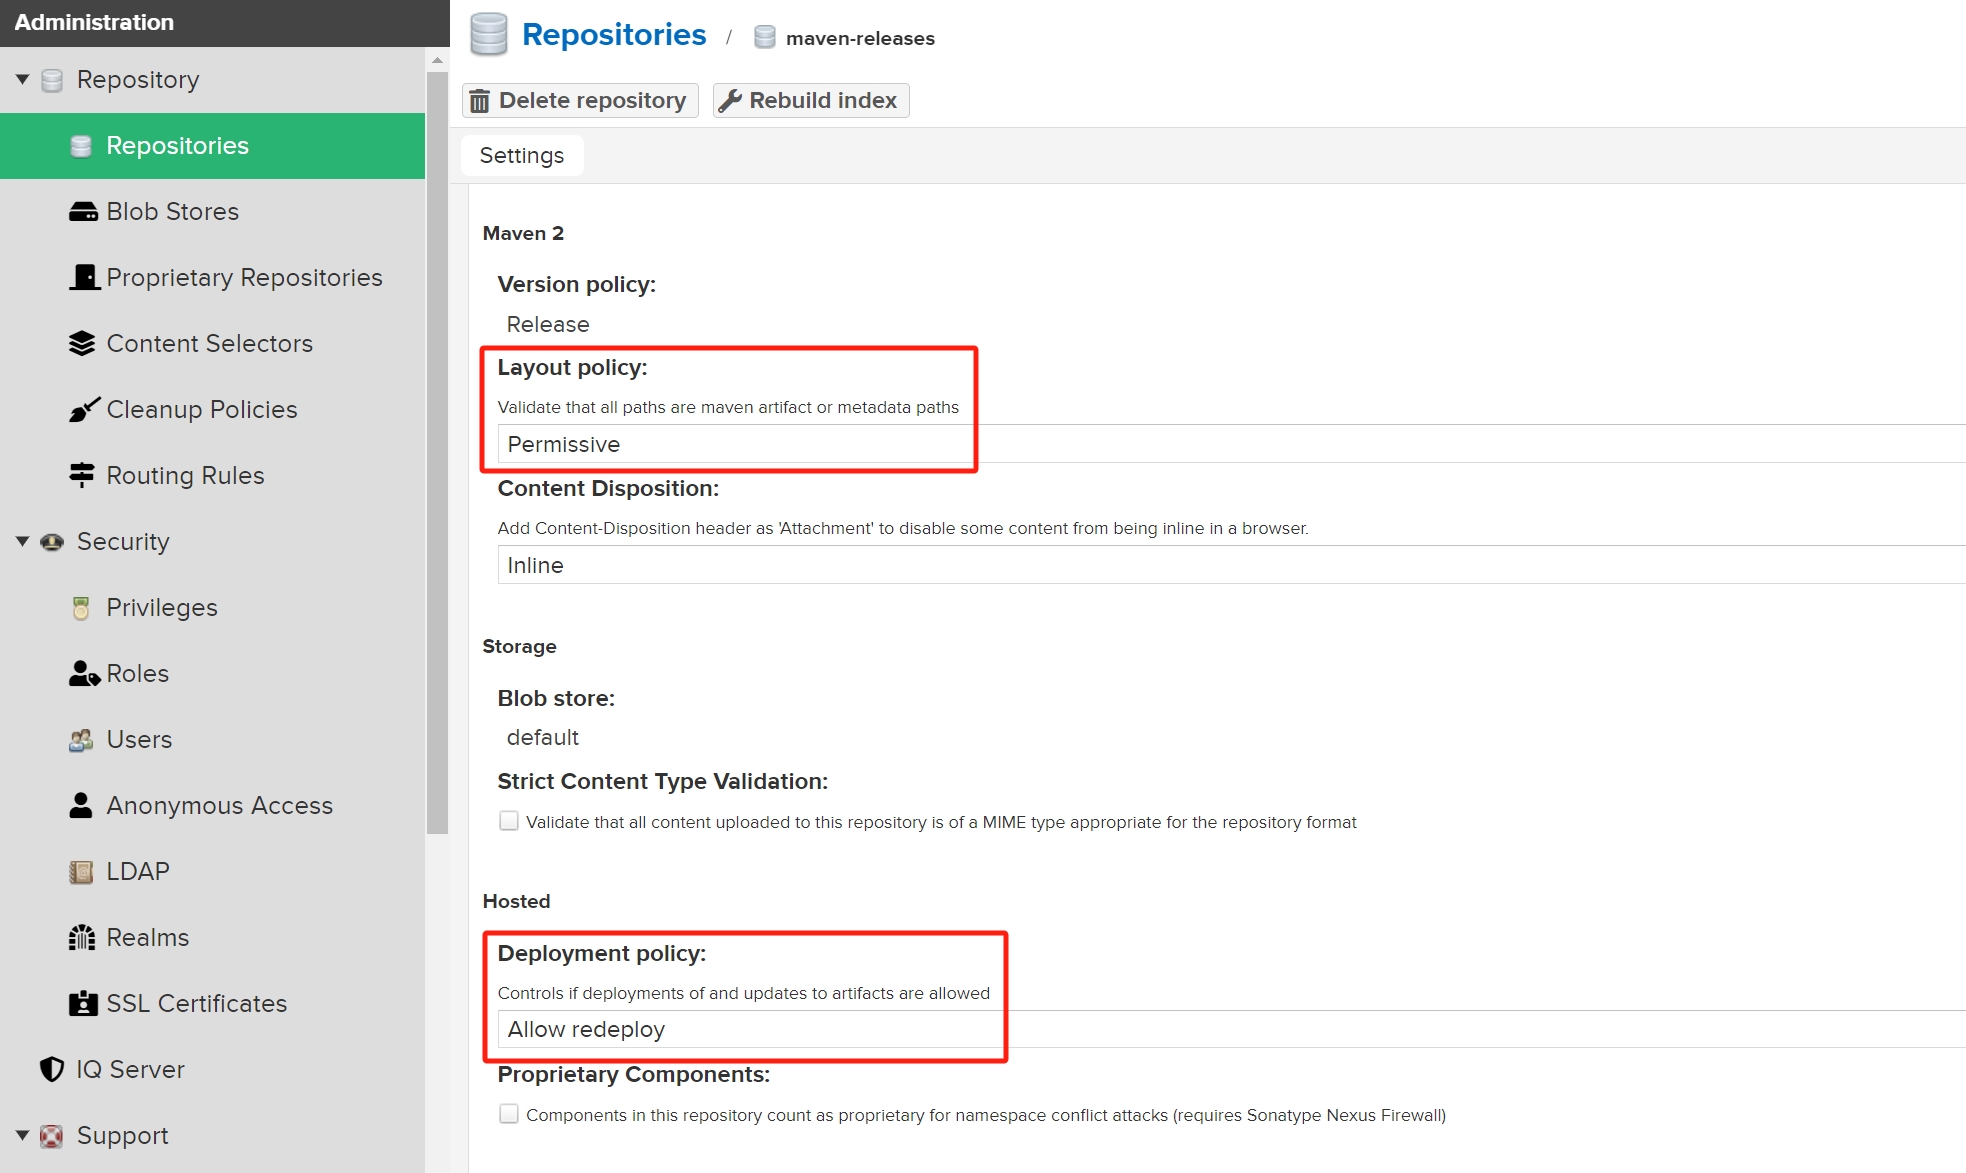 Administration
Repository
Repositories
Blob Stores
Proprietary Repositories
Content Selectors
Cleanup Policies
Routing Rules
Security
Privileges
Roles
Users
Anonymous Access
LDAP
Realms
SSL Certificates
IQ Server
Support
Repositories / maven-releases
Delete repository Rebuild index
Settings
Maven 2
Version policy:
Release
Layout policy:
Validate that all paths are maven artifact or metadata paths
Permissive
Content Disposition:
Add Content-Disposition header as 'Attachment' to disable some content from being inline in a browser.
Inline
Storage
Blob store:
default
Strict Content Type Validation:
Validate that all content uploaded to this repository is of a MIME type appropriate for the repository format
Hosted
Deployment policy:
Controls if deployments of and updates to artifacts are allowed
Allow redeploy
Proprietary Components:
Components in this repository count as proprietary for namespace conflict attacks (requires Sonatype Nexus Firewall)